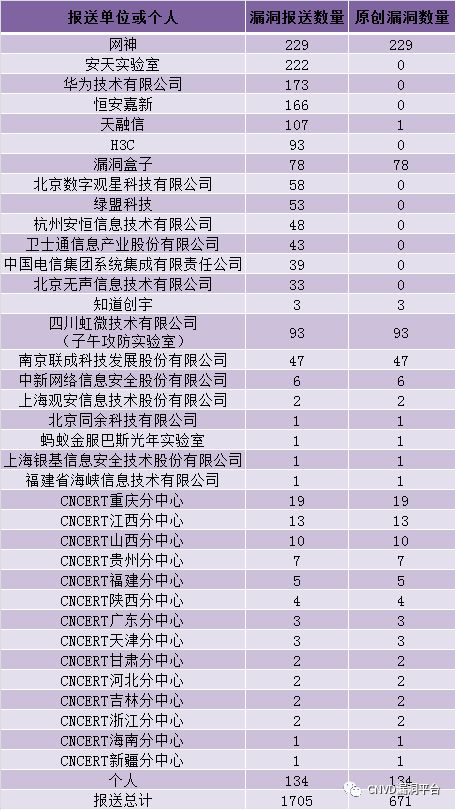 报送单位或个人 漏洞报送数量 原创漏洞数量
网神 229 229
安天实验室 222 0
华为技术有限公司 173 0
恒安嘉新 166 0
天融信 107 1
H3C 93 0
漏洞盒子 78 78
北京数字观星科技有限公司 58 0
绿盟科技 53 0
杭州安恒信息技术有限公司 48 0
卫士通信息产业股份有限公司 43 0
中国电信集团系统集成有限责任公司 39 0
北京无声信息技术有限公司 33 0
知道创宇 3 3
四川虹微技术有限公司
（子午攻防实验室） 93 93
南京联成科技发展股份有限公司 47 47
中新网络信息安全股份有限公司 6 6
上海观安信息技术股份有限公司 2 2
北京同余科技有限公司 1 1
蚂蚁金服巴斯光年实验室 1 1
上海银基信息安全技术股份有限公司 1 1
福建省海峡信息技术有限公司 1 1
CNCERT重庆分中心 19 19
CNCERT江西分中心 13 13
CNCERT山西分中心 10 10
CNCERT贵州分中心 7 7
CNCERT福建分中心 5 5
CNCERT陕西分中心 4 4
CNCERT广东分中心 3 3
CNCERT天津分中心 3 3
CNCERT甘肃分中心 2 2
CNCERT河北分中心 2 2
CNCERT吉林分中心 2 2
CNCERT浙江分中心 2 2
CNCERT海南分中心 1 1
CNCERT新疆分中心 1 1
个人 134 134
报送总计 1705 671
CNVD漏洞平台